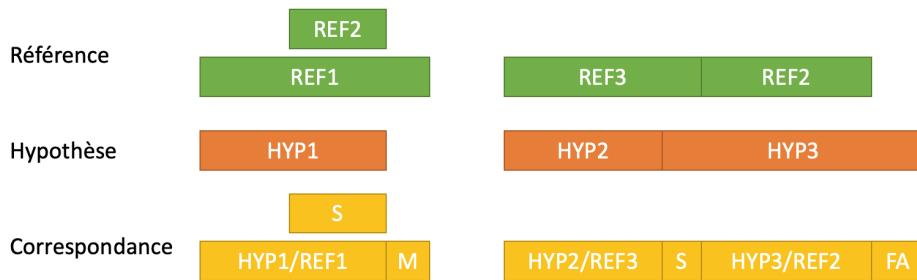 REF2
Référence
REF1 REF3 REF2
Hypothèse HYP1 HYP2 HYP3
S
Correspondance HYP1/REF1 M HYP2/REF3 S HYP3/REF2 FA